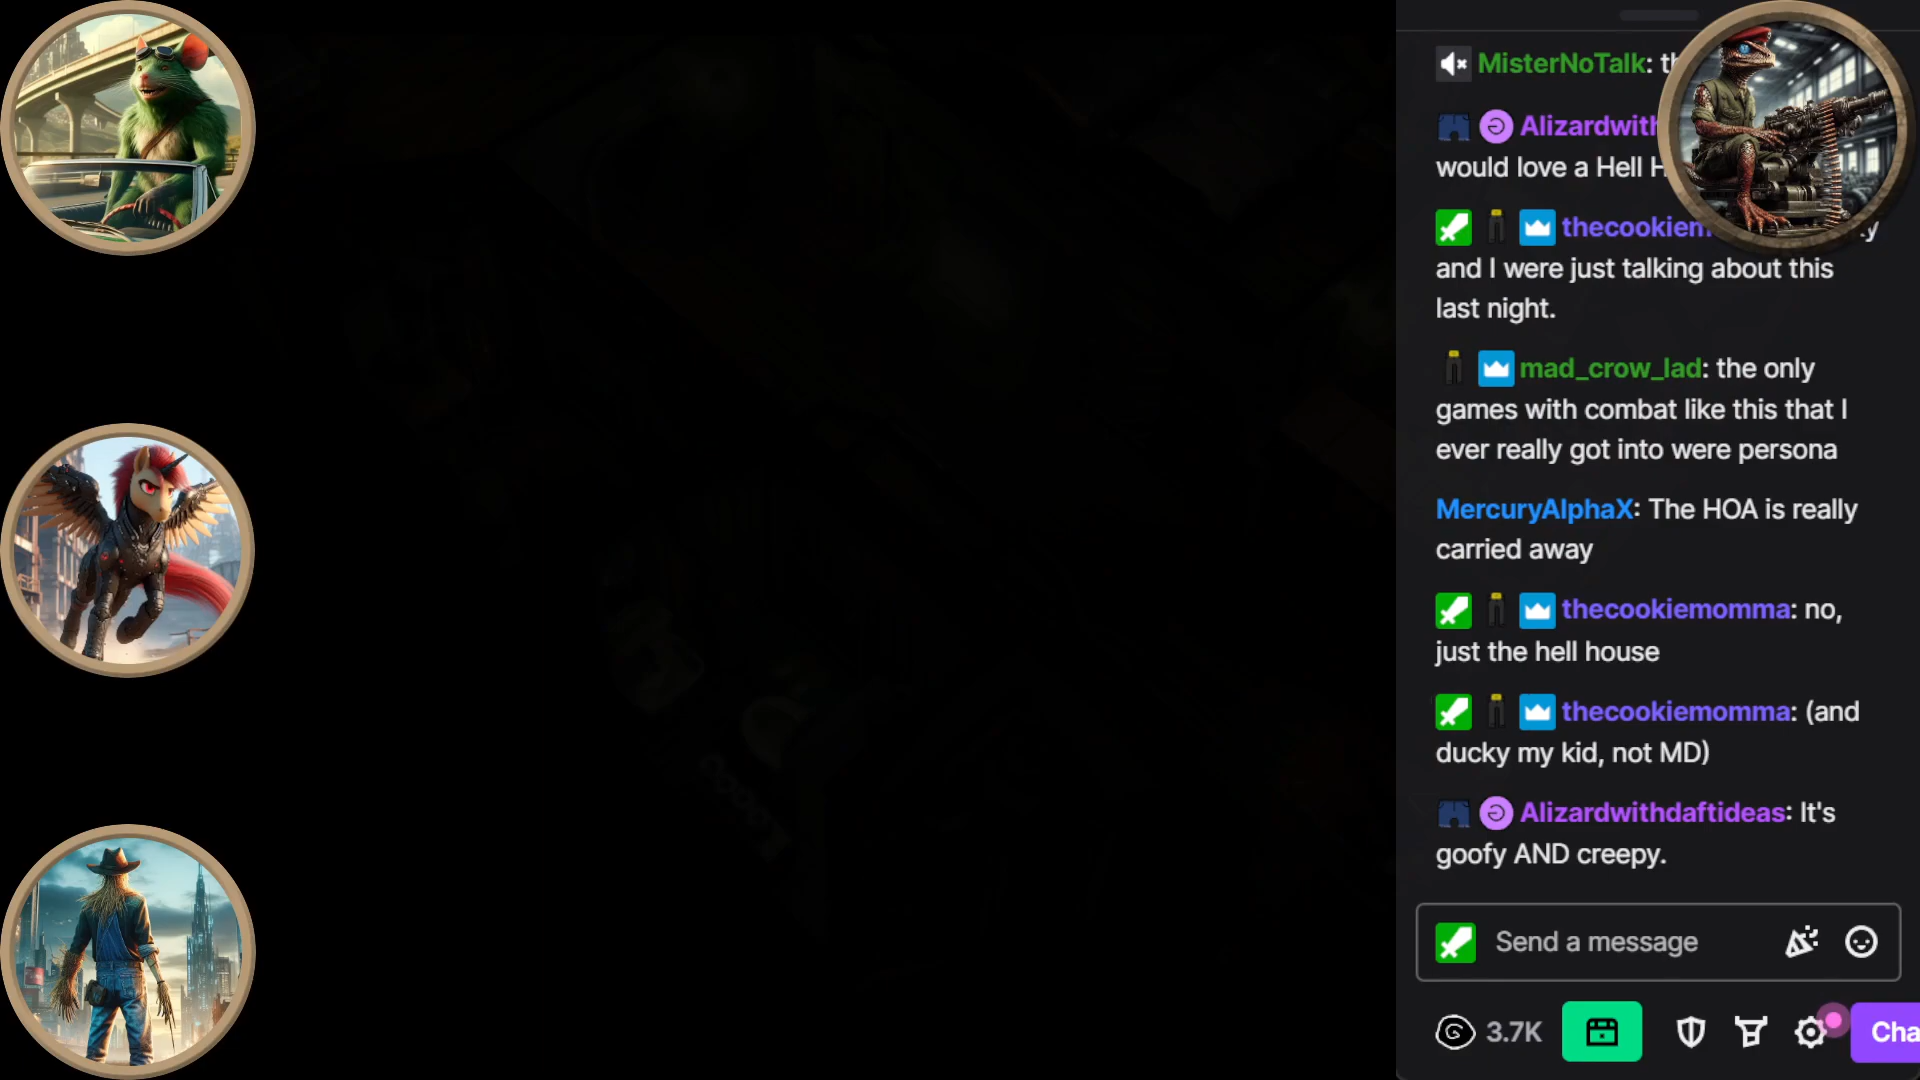 MisterNoTalk:
Alizardwith
would love a Hell
thecookiem
and I were just talking about this
last night.
mad_crow_lad: the only
games with combat like this that I
ever really got into were persona
MercuryAlphaX: The HOA is really
carried away
thecookiemomma: no,
just the hell house
thecookiemomma: (and
ducky my kid, not MD)
Alizardwithdaftideas: It's
goofy AND creepy.
Send a message
3.7K
Cha